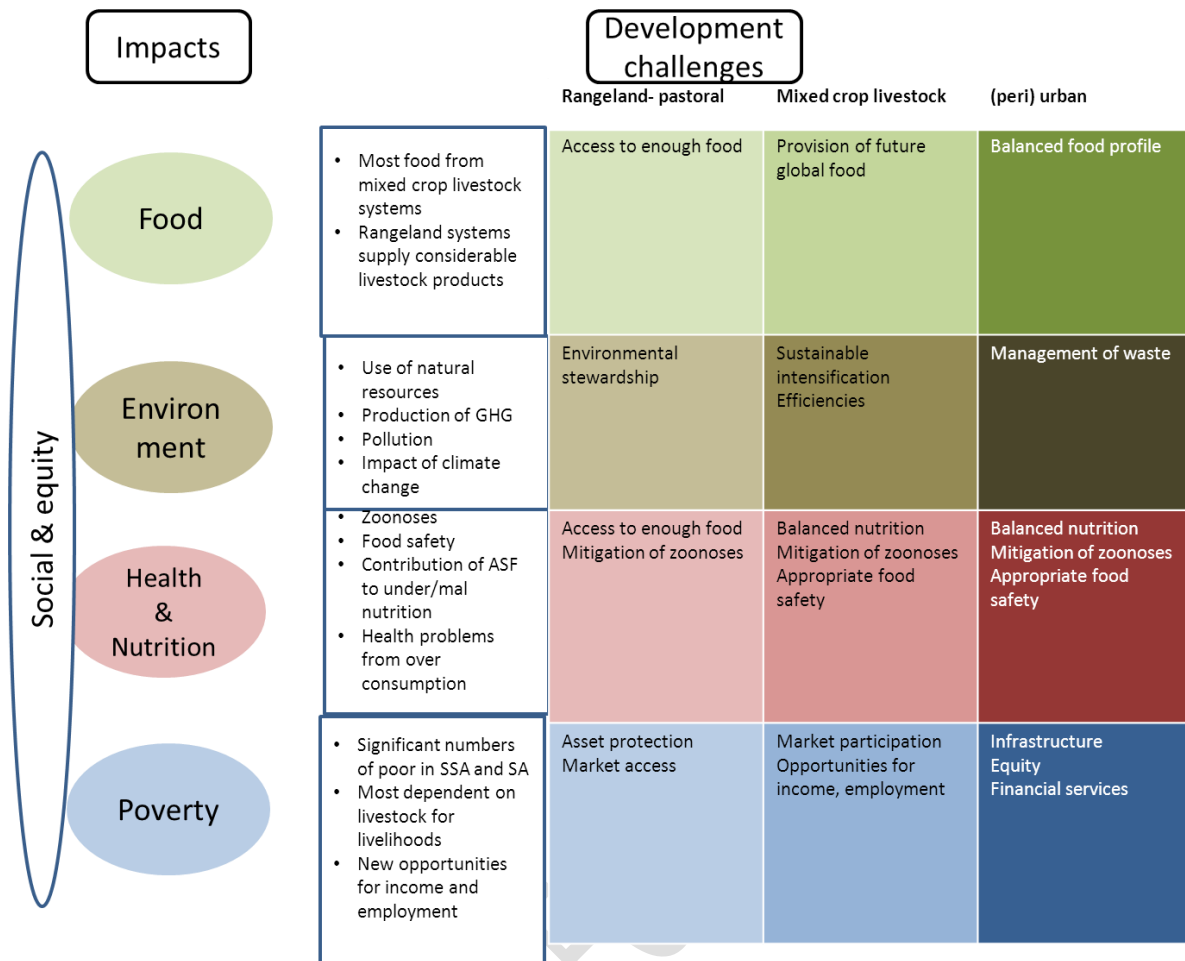 Impacts
Development
challenges
Rangeland- pastoral
Mixed crop livestock
(peri) urban
Social & equity
Food
• Most food from
mixed crop livestock
systems
• Rangeland systems
supply considerable
livestock products
Access to enough food
Provision of future
global food
Balanced food profile
Environ
ment
• Use of natural
resources
• Production of GHG
• Pollution
• Impact of climate
change
Environmental
stewardship
Sustainable
intensification
Efficiencies
Management of waste
Health
&
Nutrition
• Zoonoses
• Food safety
• Contribution of ASF
to under/mal
nutrition
• Health problems
from over
consumption
Access to enough food
Mitigation of zoonoses
Balanced nutrition
Mitigation of zoonoses
Appropriate food
safety
Balanced nutrition
Mitigation of zoonoses
Appropriate food
safety
Poverty
• Significant numbers
of poor in SSA and SA
• Most dependent on
livestock for
livelihoods
• New opportunities
for income and
employment
Asset protection
Market access
Market participation
Opportunities for
income, employment
Infrastructure
Equity
Financial services